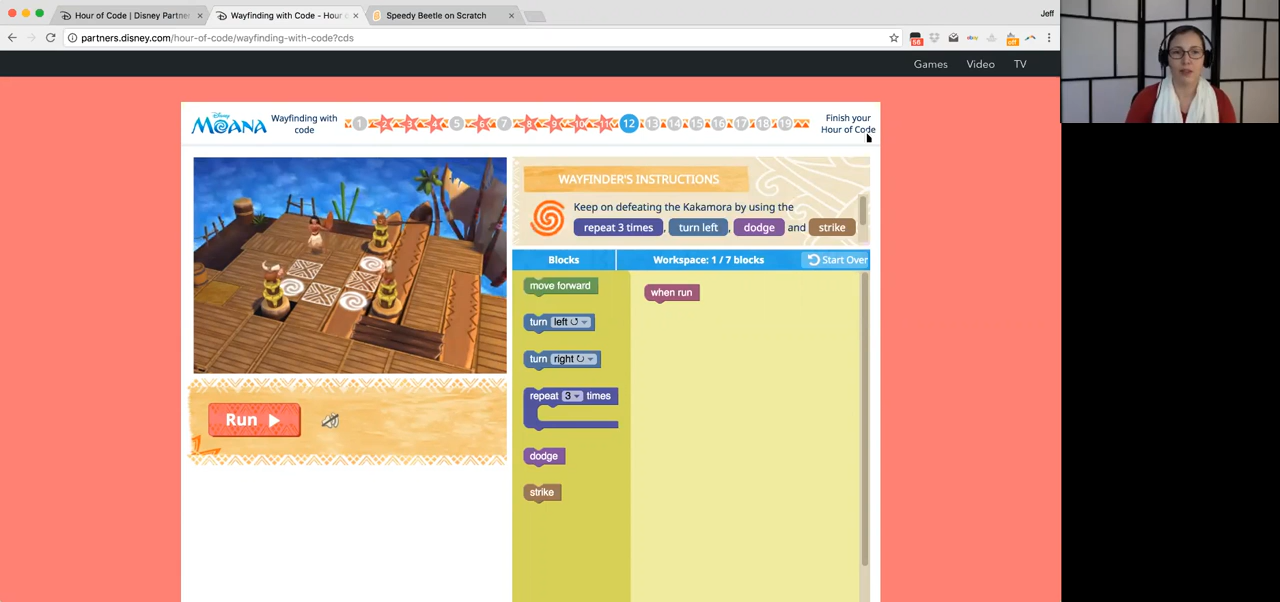 Hour of Code | Disney Partner
Wayfinding with Code - Hour
Speedy Beetle on Scratch
Jeff
partners.disney.com/hour-of-code/wayfinding-with-code?cds
Games Video TV
Disney
MOANA
Wayfinding with
code
1 2 3 4 5 6 7 8 9 10 11 12 13 14 15 16 17 18 19
Finish your
Hour of Code
WAYFINDER'S INSTRUCTIONS
Keep on defeating the Kakamora by using the
repeat 3 times, turn left, dodge and strike
Blocks
Workspace: 1 / 7 blocks
Start Over
move forward
when run
turn left
turn right
repeat 3 times
dodge
strike
Run